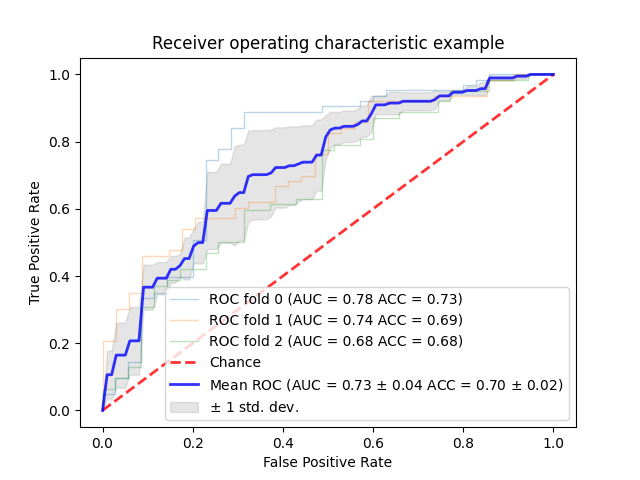 Receiver operating characteristic example
True Positive Rate
1.0
0.8
0.6
0.4
0.2
0.0
ROC fold 0 (AUC = 0.78 ACC = 0.73)
ROC fold 1 (AUC = 0.74 ACC = 0.69)
ROC fold 2 (AUC = 0.68 ACC = 0.68)
Chance
Mean ROC (AUC = 0.73 ± 0.04 ACC = 0.70 ± 0.02)
± 1 std. dev.
0.0 0.2 0.4 0.6 0.8 1.0
False Positive Rate